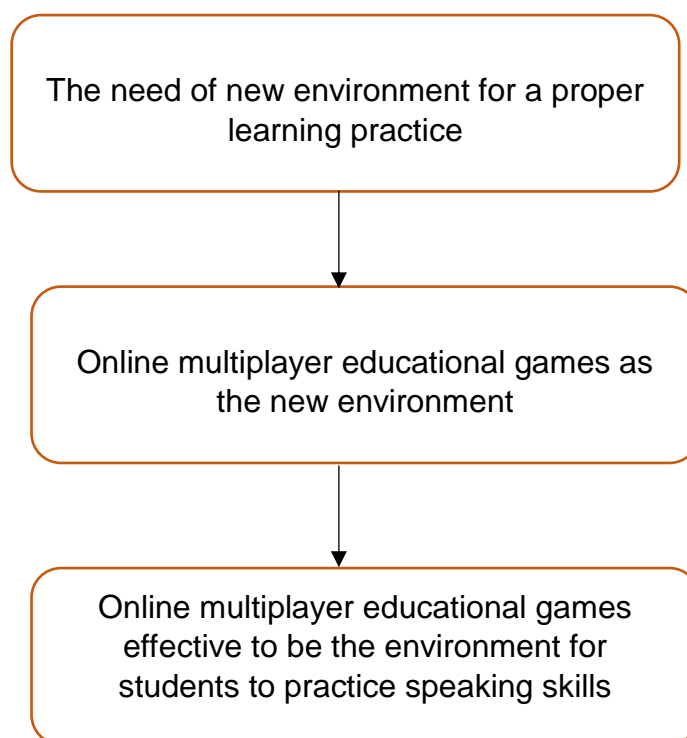 The need of new environment for a proper
learning practice
Online multiplayer educational games as
the new environment
Online multiplayer educational games
effective to be the environment for
students to practice speaking skills